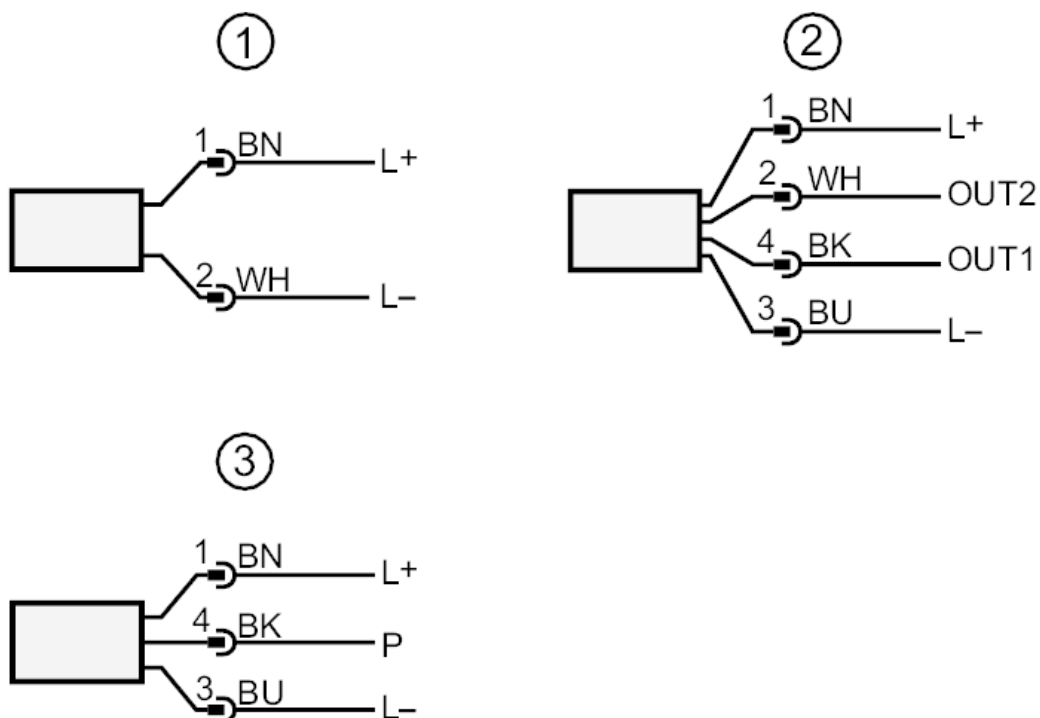 1
1 BN L+
2 WH L–
2
1 BN L+
2 WH OUT2
4 BK OUT1
3 BU L–
3
1 BN L+
4 BK P
3 BU L–